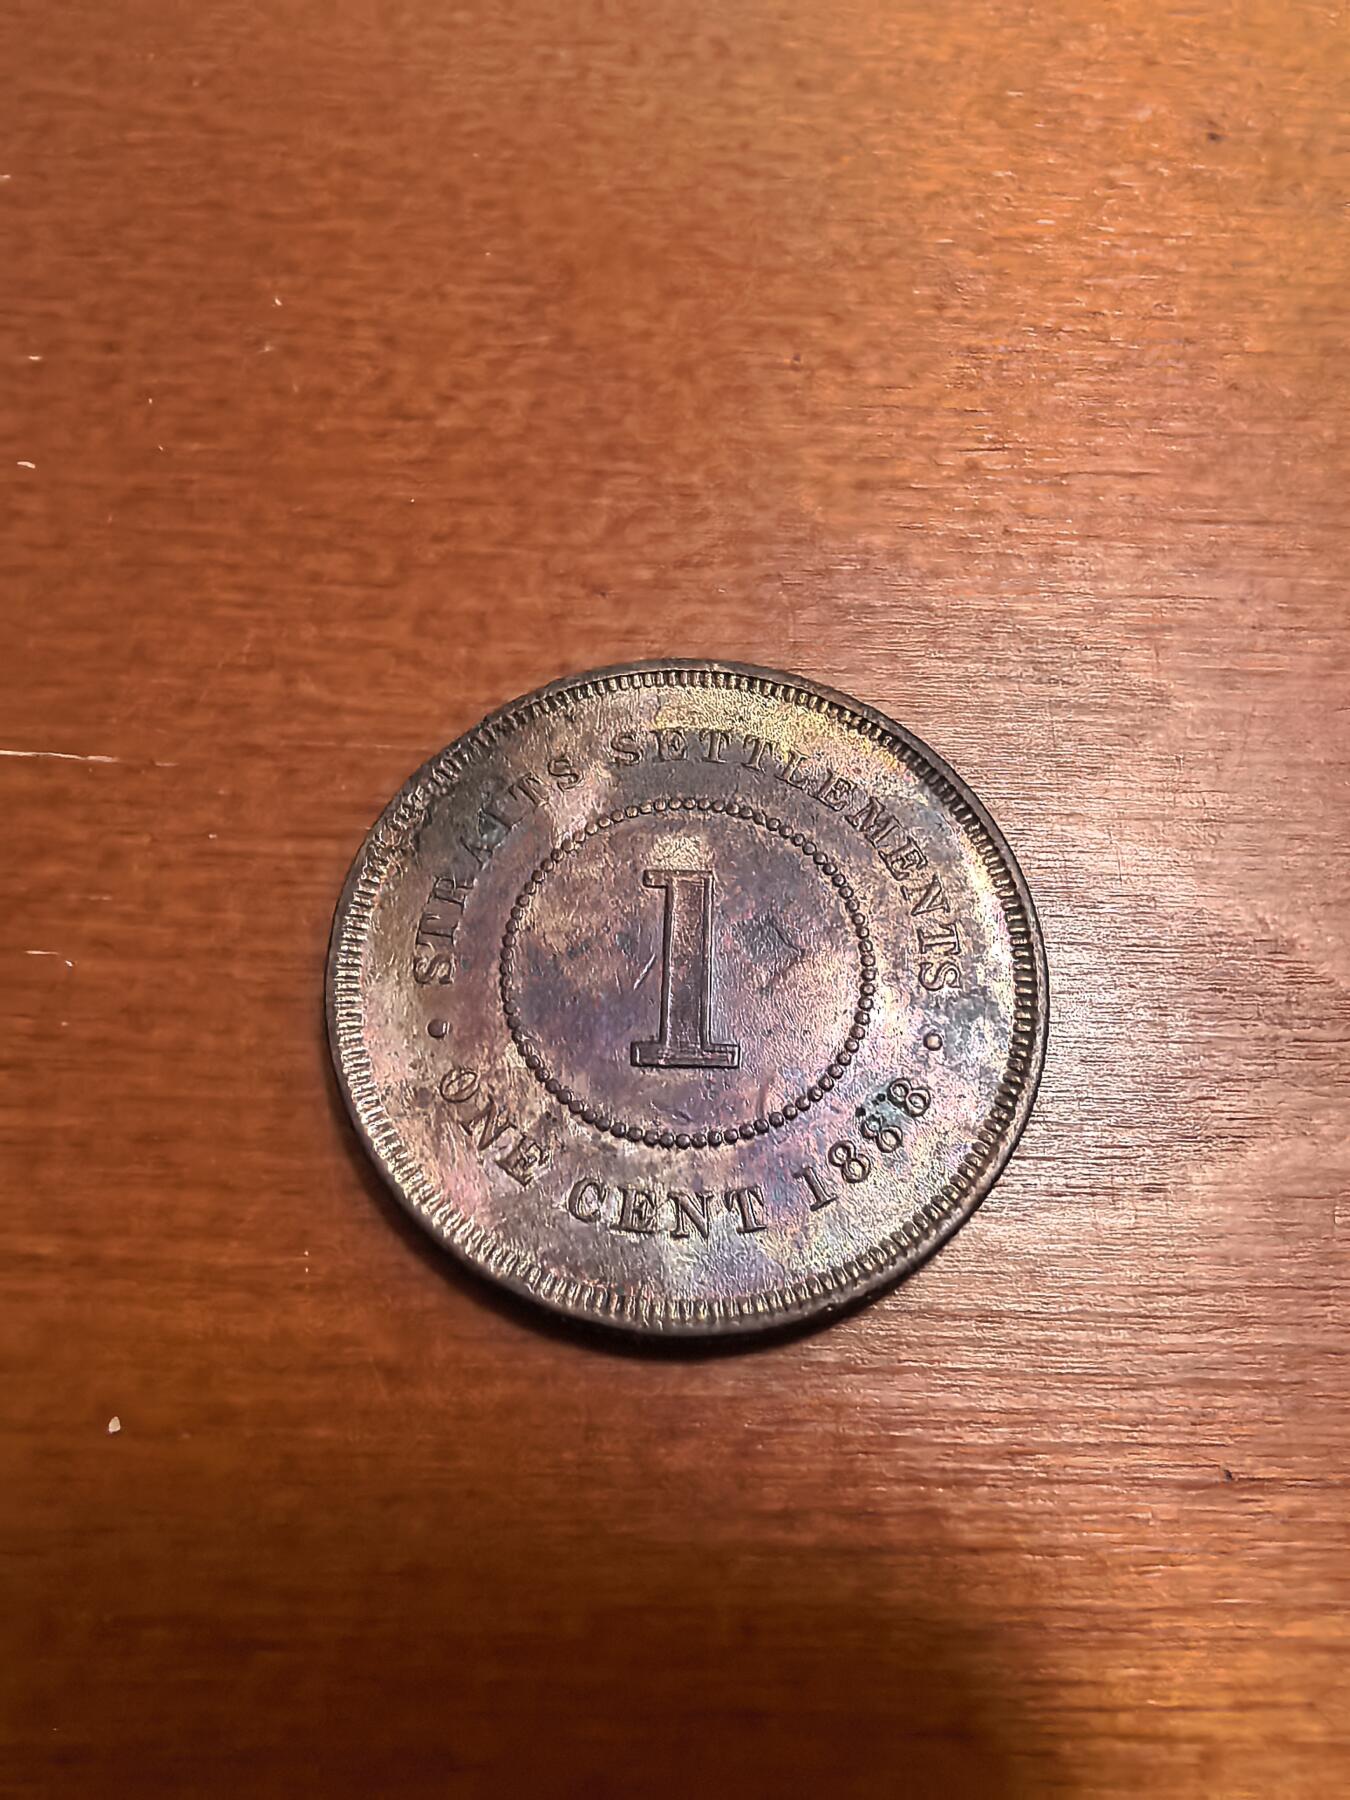 STRAITS SETTLEMENTS
1
ONE CENT 1888